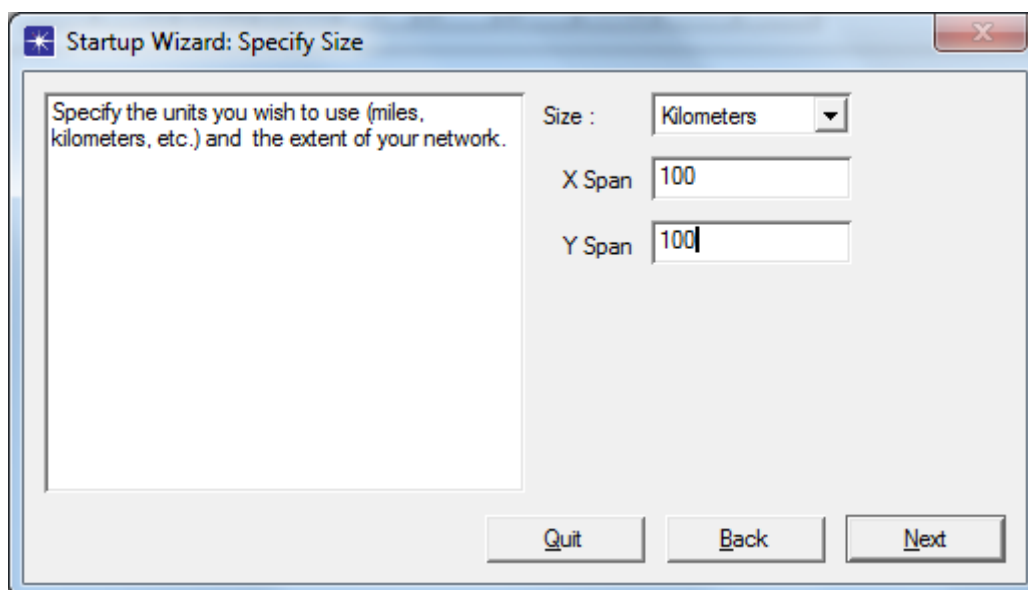 Startup Wizard: Specify Size
Specify the units you wish to use (miles,
kilometers, etc.) and  the extent of your network.
Size :
Kilometers
X Span
100
Y Span
100
Quit
Back
Next